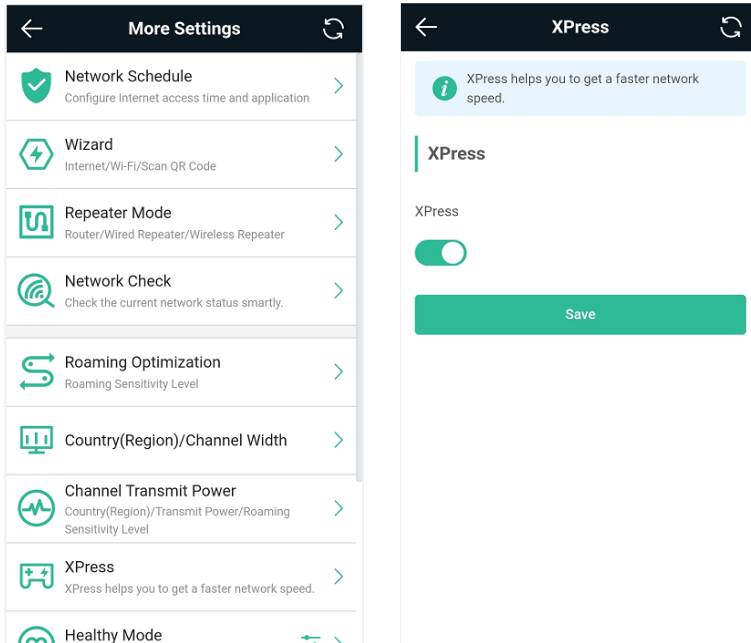 More Settings
Network Schedule
Configure Internet access time and application
Wizard
Internet/Wi-Fi/Scan QR Code
Repeater Mode
Router/Wired Repeater/Wireless Repeater
Network Check
Check the current network status smartly.
Roaming Optimization
Roaming Sensitivity Level
Country(Region)/Channel Width
Channel Transmit Power
Country(Region)/Transmit Power/Roaming
Sensitivity Level
XPress
XPress helps you to get a faster network speed.
Healthy Mode
XPress
XPress helps you to get a faster network
speed.
XPress
XPress
Save